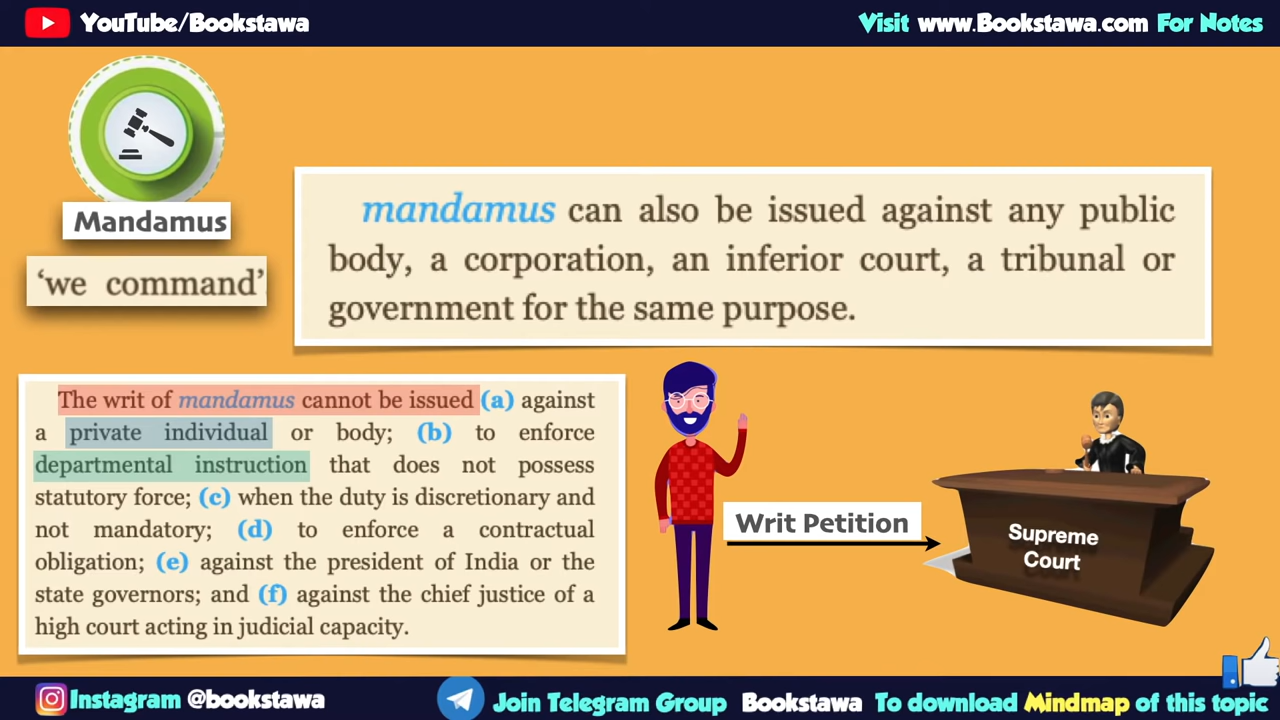 YouTube/Bookstawa
Visit www.Bookstawa.com For Notes
Mandamus
‘we command’
mandamus can also be issued against any public
body, a corporation, an inferior court, a tribunal or
government for the same purpose.
The writ of mandamus cannot be issued (a) against
a private individual or body; (b) to enforce
departmental instruction that does not possess
statutory force; (c) when the duty is discretionary and
not mandatory; (d) to enforce a contractual
obligation; (e) against the president of India or the
state governors; and (f) against the chief justice of a
high court acting in judicial capacity.
Writ Petition
Supreme
Court
Instagram @bookstawa
Join Telegram Group Bookstawa To download Mindmap of this topic